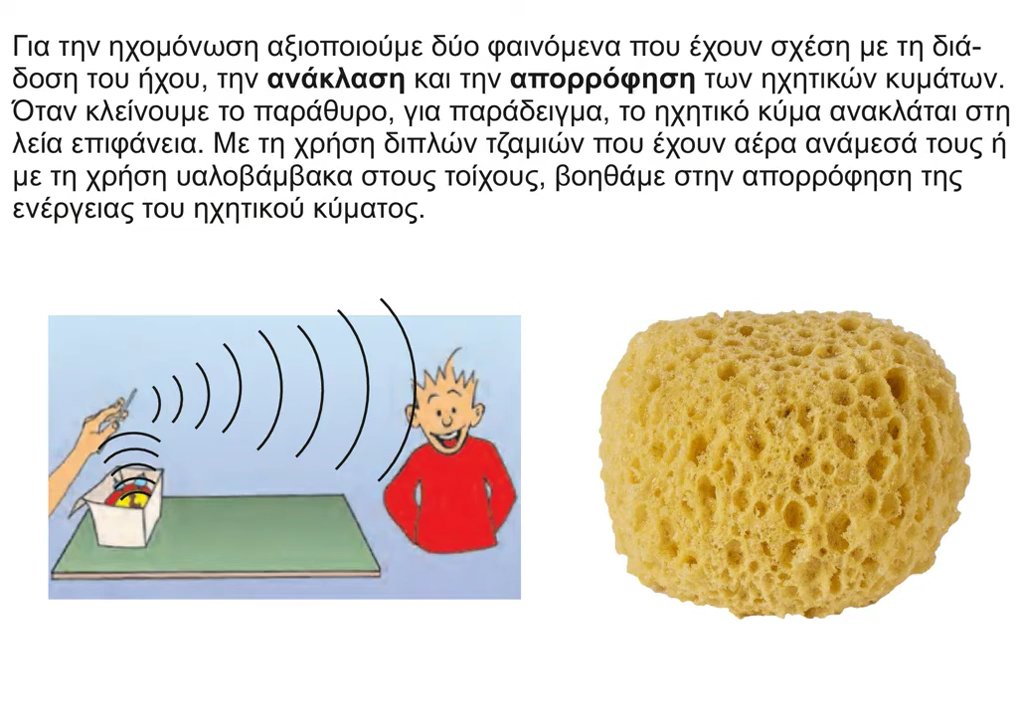 Για την ηχομόνωση αξιοποιούμε δύο φαινόμενα που έχουν σχέση με τη διά-
δοση του ήχου, την ανάκλαση και την απορρόφηση των ηχητικών κυμάτων.
Όταν κλείνουμε το παράθυρο, για παράδειγμα, το ηχητικό κύμα ανακλάται στη
λεία επιφάνεια. Με τη χρήση διπλών τζαμιών που έχουν αέρα ανάμεσά τους ή
με τη χρήση υαλοβάμβακα στους τοίχους, βοηθάμε στην απορρόφηση της
ενέργειας του ηχητικού κύματος.